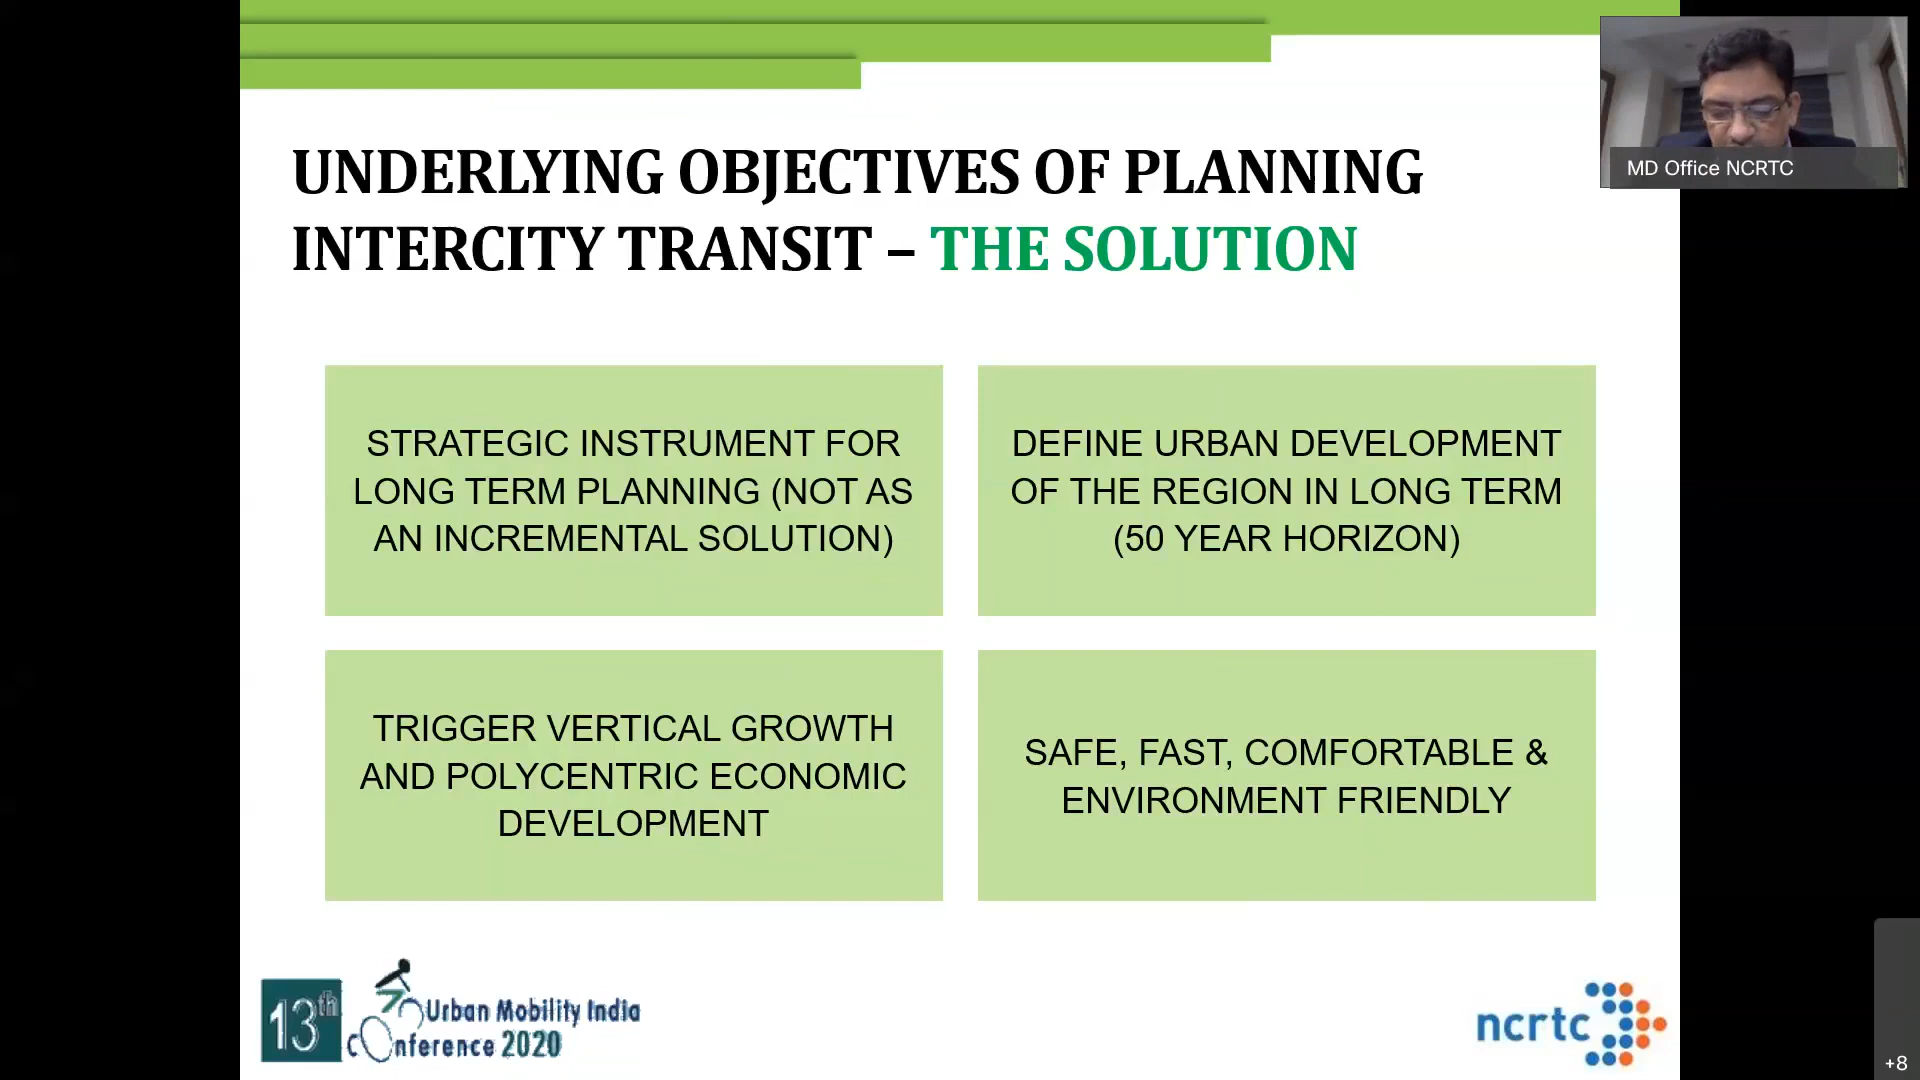 UNDERLYING OBJECTIVES OF PLANNING
INTERCITY TRANSIT – THE SOLUTION
MD Office NCRTC
STRATEGIC INSTRUMENT FOR
LONG TERM PLANNING (NOT AS
AN INCREMENTAL SOLUTION)
DEFINE URBAN DEVELOPMENT
OF THE REGION IN LONG TERM
(50 YEAR HORIZON)
TRIGGER VERTICAL GROWTH
AND POLYCENTRIC ECONOMIC
DEVELOPMENT
SAFE, FAST, COMFORTABLE &
ENVIRONMENT FRIENDLY
13th
Urban Mobility India
Conference 2020
ncrtc
+8